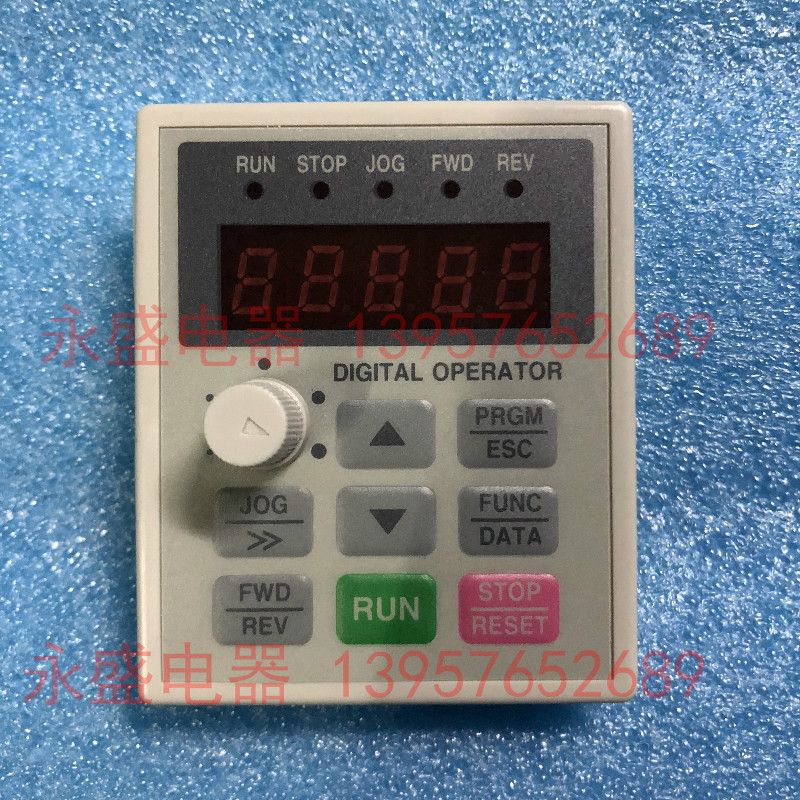 RUN STOP JOG FWD REV
88888
永盛电器 13957652689
DIGITAL OPERATOR
PRGM
ESC
JOG
>>
FUNC
DATA
FWD
REV
RUN
STOP
RESET
永盛电器 13957652689